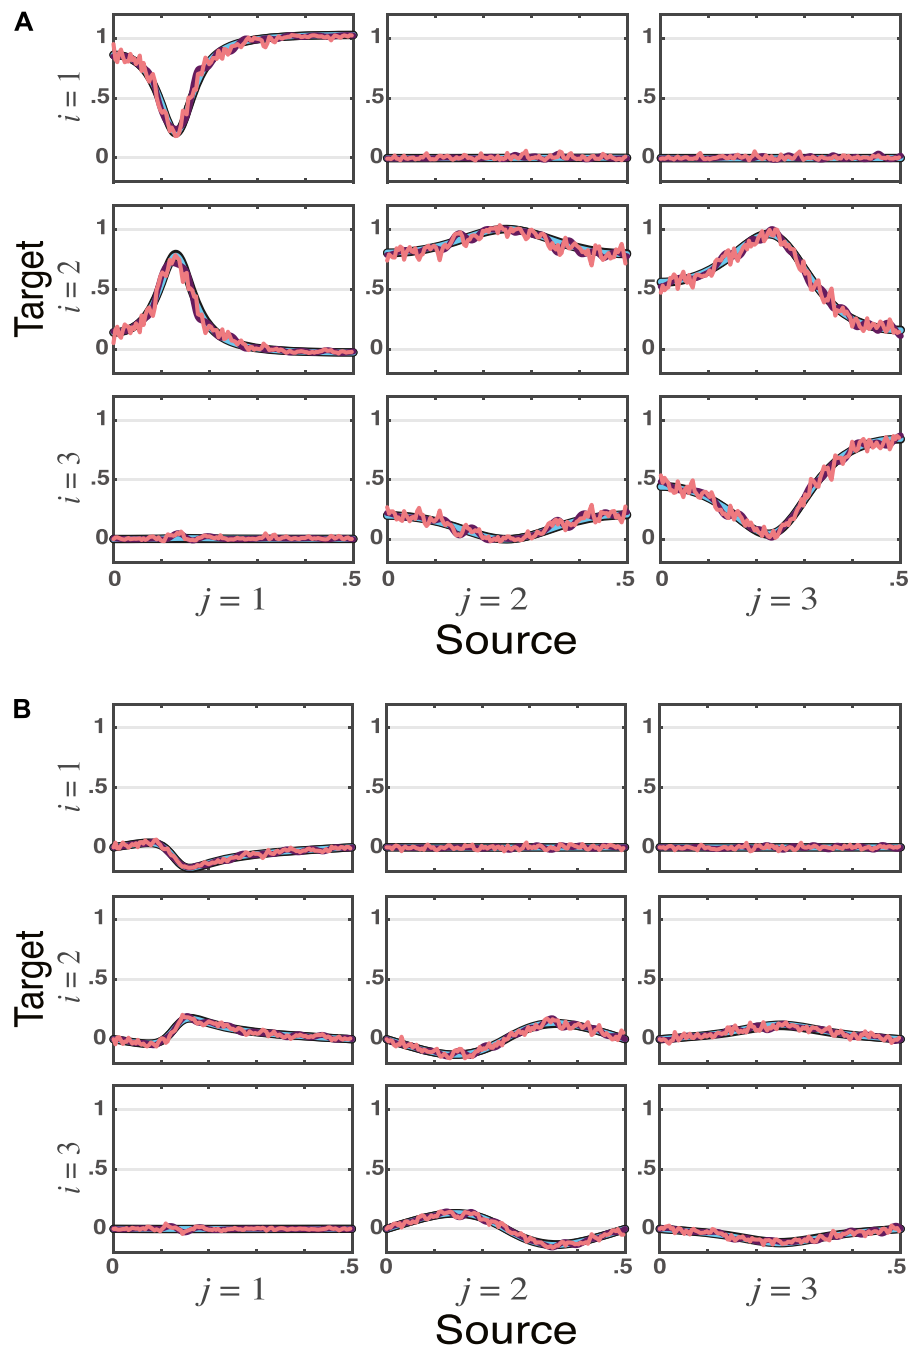 A
1 1 1
i = 1 .5 .5 .5
0 0 0
1 1 1
Target i = 2 .5 .5 .5
0 0 0
1 1 1
i = 3 .5 .5 .5
0 0 0
0 .5 0 .5 0 .5
j = 1 j = 2 j = 3
Source
B
1 1 1
i = 1 .5 .5 .5
0 0 0
1 1 1
Target i = 2 .5 .5 .5
0 0 0
1 1 1
i = 3 .5 .5 .5
0 0 0
0 .5 0 .5 0 .5
j = 1 j = 2 j = 3
Source